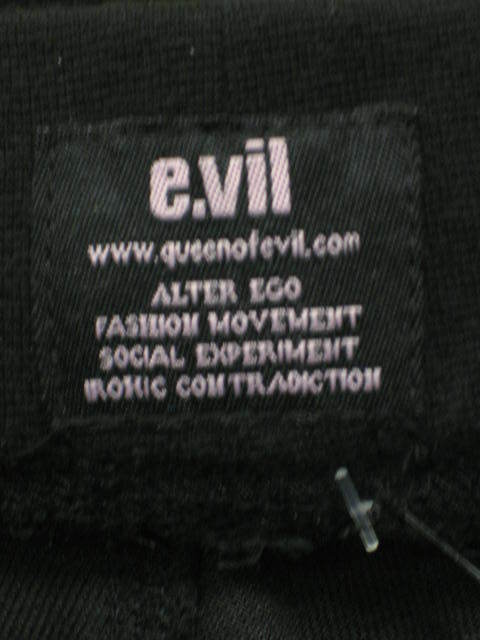 e.vil
www.queenofevil.com
ALTER EGO
FASHION MOVEMENT
SOCIAL EXPERIMENT
IRONIC CONTRADICTION